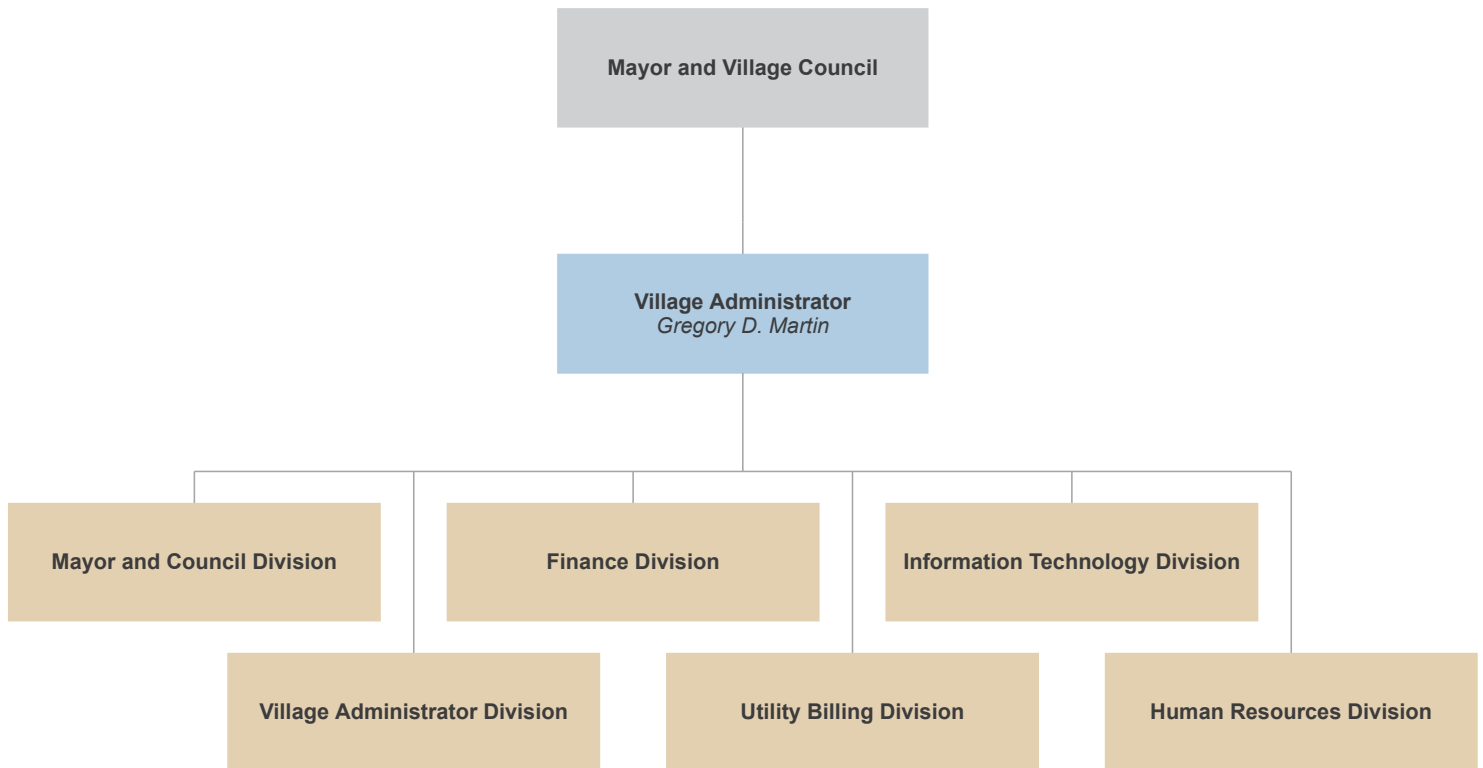 Mayor and Village Council
Village Administrator
Gregory D. Martin
Mayor and Council Division
Finance Division
Information Technology Division
Village Administrator Division
Utility Billing Division
Human Resources Division